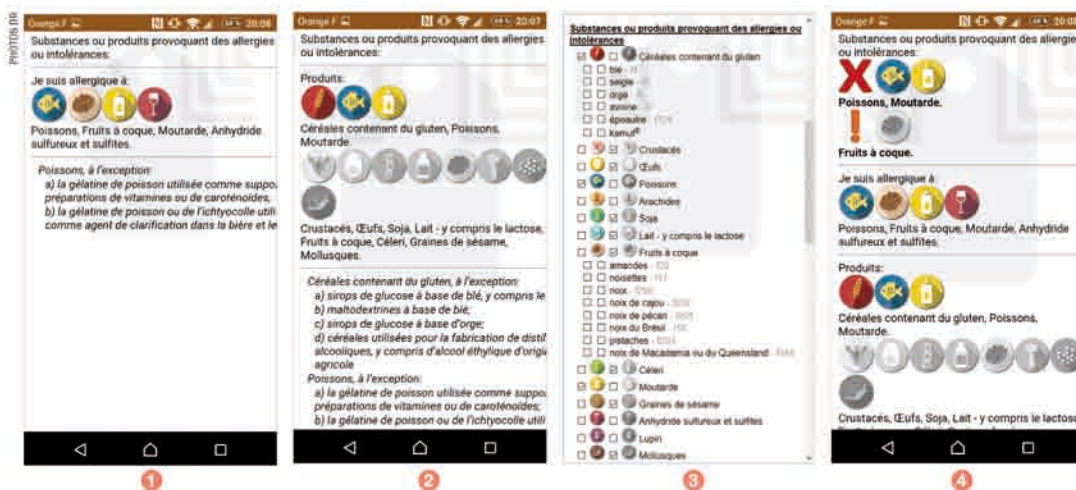 PHOTOS DR
Orange F 20:06
Substances ou produits provoquant des allergies
ou intolérances:
Je suis allergique à:
Poissons, Fruits à coque, Moutarde, Anhydride
sulfureux et sulfites.
Poissons, à l'exception:
a) la gélatine de poisson utilisée comme suppo
préparations de vitamines ou de caroténoïdes;
b) la gélatine de poisson ou de l'ichtyocolle utili
comme agent de clarification dans la bière et le
1
Orange F 20:07
Substances ou produits provoquant des allergies
ou intolérances:
Produits:
Céréales contenant du gluten, Poissons,
Moutarde.
Crustacés, Œufs, Soja, Lait - y compris le lactose,
Fruits à coque, Céleri, Graines de sésame,
Mollusques.
Céréales contenant du gluten, à l'exception:
a) sirops de glucose à base de blé, y compris le
b) maltodextrines à base de blé;
c) sirops de glucose à base d'orge;
d) céréales utilisées pour la fabrication de distil
alcooliques, y compris d'alcool éthylique d'origi
agricole
Poissons, à l'exception:
a) la gélatine de poisson utilisée comme suppo
préparations de vitamines ou de caroténoïdes;
b) la gélatine de poisson ou de l'ichtyocolle utili
2
Substances ou produits provoquant des allergies ou
intolérances
Céréales contenant du gluten
blé
seigle
orge
avoine
épeautre
kamut®
Crustacés
Œufs
Poissons
Arachides
Soja
Lait - y compris le lactose
Fruits à coque
amandes
noisettes
noix
noix de cajou
noix de pécan
noix du Brésil
pistaches
noix de Macadamia ou du Queensland
Céleri
Moutarde
Graines de sésame
Anhydride sulfureux et sulfites
Lupin
Mollusques
3
Orange F 20:08
Substances ou produits provoquant des allergies
ou intolérances:
Poissons, Moutarde.
Fruits à coque.
Je suis allergique à:
Poissons, Fruits à coque, Moutarde, Anhydride
sulfureux et sulfites.
Produits:
Céréales contenant du gluten, Poissons,
Moutarde.
Crustacés, Œufs, Soja, Lait - y compris le lactose
4